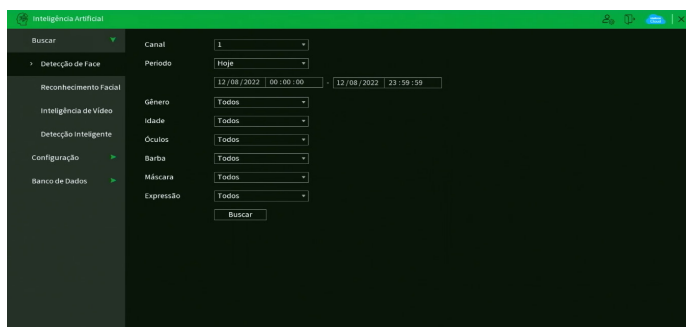 Inteligência Artificial
Buscar
Detecção de Face
Reconhecimento Facial
Inteligência de Vídeo
Detecção Inteligente
Configuração
Banco de Dados
Canal 1
Periodo Hoje
12/08/2022 00:00:00 - 12/08/2022 23:59:59
Gênero Todos
Idade Todos
Óculos Todos
Barba Todos
Máscara Todos
Expressão Todos
Buscar